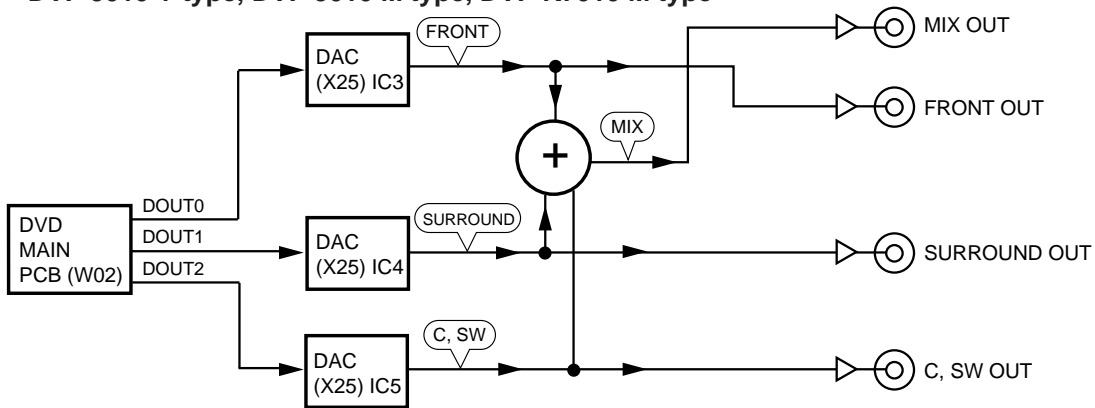 FRONT
MIX OUT
DAC
(X25) IC3
FRONT OUT
MIX
+
DOUT0
DVD
MAIN
PCB (W02)
DOUT1
DOUT2
SURROUND
DAC
(X25) IC4
SURROUND OUT
C, SW
DAC
(X25) IC5
C, SW OUT